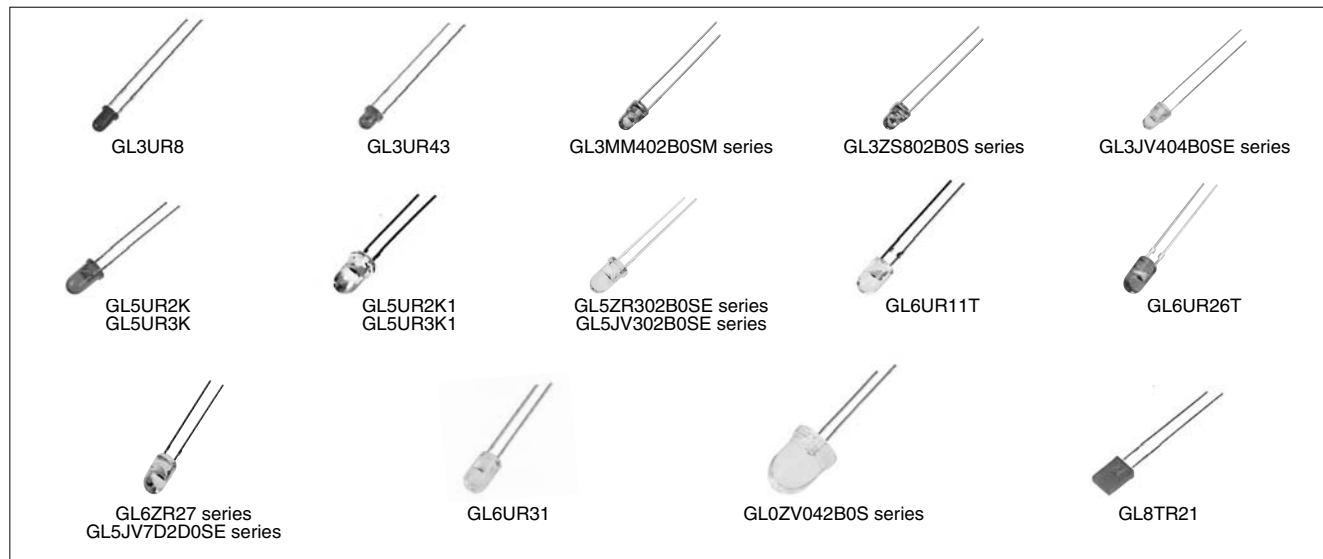 GL3UR8
GL3UR43
GL3MM402B0SM series
GL3ZS802B0S series
GL3JV404B0SE series
GL5UR2K
GL5UR3K
GL5UR2K1
GL5UR3K1
GL5ZR302B0SE series
GL5JV302B0SE series
GL6UR11T
GL6UR26T
GL6ZR27 series
GL5JV7D2D0SE series
GL6UR31
GL0ZV042B0S series
GL8TR21